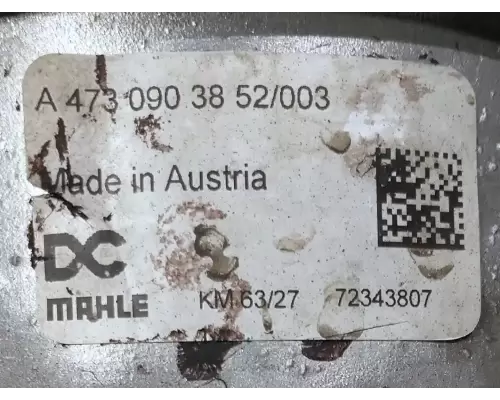 A 473 090 38 52/003
Made in Austria
DC
MAHLE KM 63/27 72343807